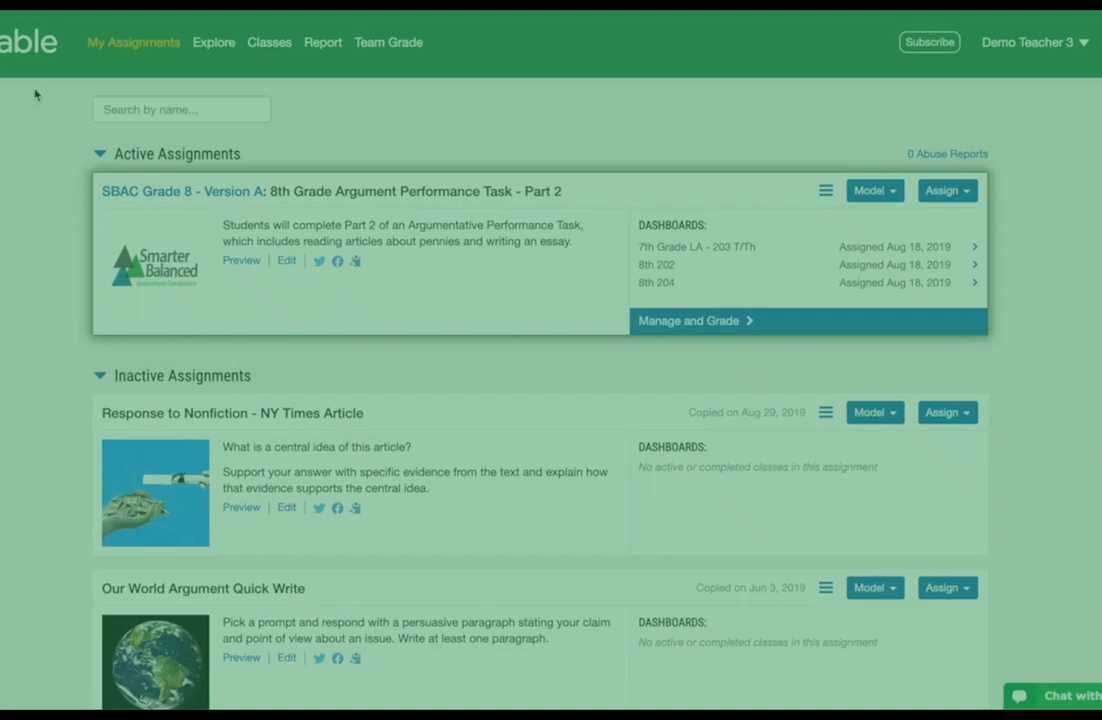 able
My Assignments Explore Classes Report Team Grade Subscribe Demo Teacher 3
Search by name...
Active Assignments 0 Abuse Reports
SBAC Grade 8 - Version A: 8th Grade Argument Performance Task - Part 2 Model Assign
Students will complete Part 2 of an Argumentative Performance Task,
which includes reading articles about pennies and writing an essay.
Preview | Edit |
Smarter
Balanced
Assessment Consortium
DASHBOARDS:
7th Grade LA - 203 T/Th Assigned Aug 18, 2019
8th 202 Assigned Aug 18, 2019
8th 204 Assigned Aug 18, 2019
Manage and Grade
Inactive Assignments
Response to Nonfiction - NY Times Article Copied on Aug 29, 2019 Model Assign
What is a central idea of this article?
Support your answer with specific evidence from the text and explain how
that evidence supports the central idea.
Preview | Edit |
DASHBOARDS:
No active or completed classes in this assignment
Our World Argument Quick Write Copied on Jun 3, 2019 Model Assign
Pick a prompt and respond with a persuasive paragraph stating your claim
and point of view about an issue. Write at least one paragraph.
Preview | Edit |
DASHBOARDS:
No active or completed classes in this assignment
Chat with